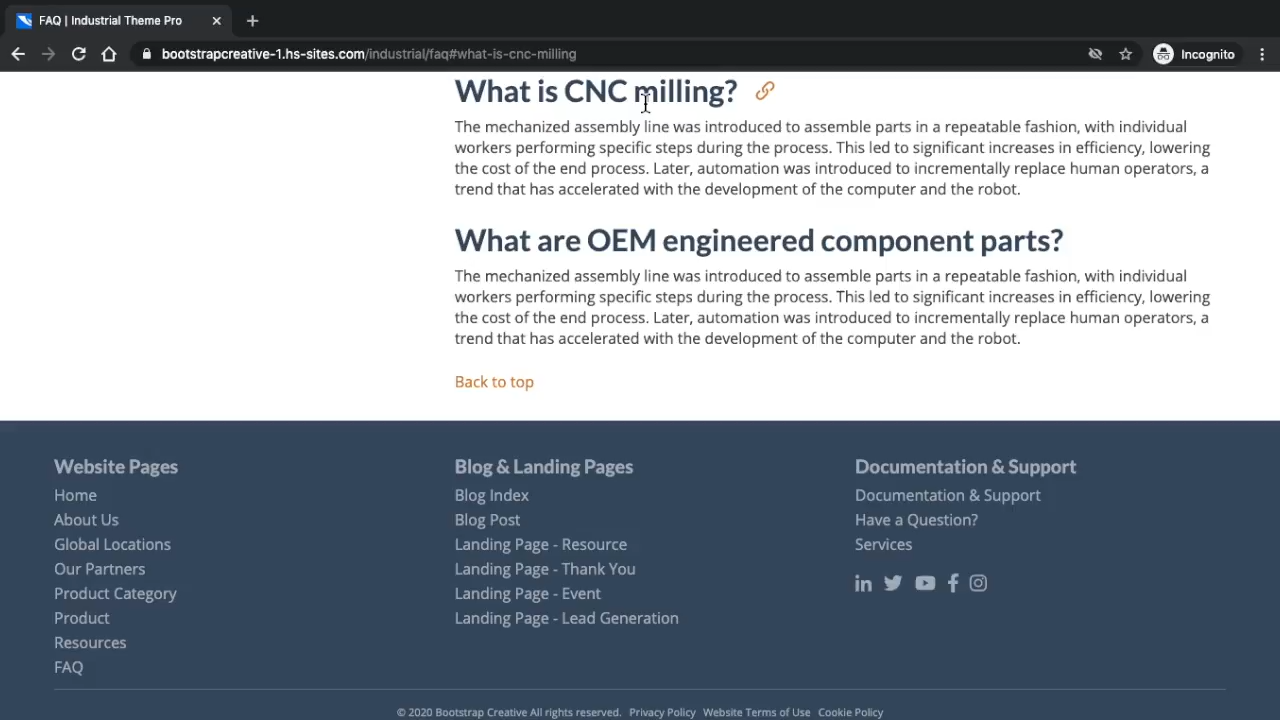 FAQ | Industrial Theme Pro
bootstrapcreative-1.hs-sites.com/industrial/faq#what-is-cnc-milling
Incognito
What is CNC milling?
The mechanized assembly line was introduced to assemble parts in a repeatable fashion, with individual
workers performing specific steps during the process. This led to significant increases in efficiency, lowering
the cost of the end process. Later, automation was introduced to incrementally replace human operators, a
trend that has accelerated with the development of the computer and the robot.
What are OEM engineered component parts?
The mechanized assembly line was introduced to assemble parts in a repeatable fashion, with individual
workers performing specific steps during the process. This led to significant increases in efficiency, lowering
the cost of the end process. Later, automation was introduced to incrementally replace human operators, a
trend that has accelerated with the development of the computer and the robot.
Back to top
Website Pages
Home
About Us
Global Locations
Our Partners
Product Category
Product
Resources
FAQ
Blog & Landing Pages
Blog Index
Blog Post
Landing Page - Resource
Landing Page - Thank You
Landing Page - Event
Landing Page - Lead Generation
Documentation & Support
Documentation & Support
Have a Question?
Services
© 2020 Bootstrap Creative All rights reserved. Privacy Policy Website Terms of Use Cookie Policy